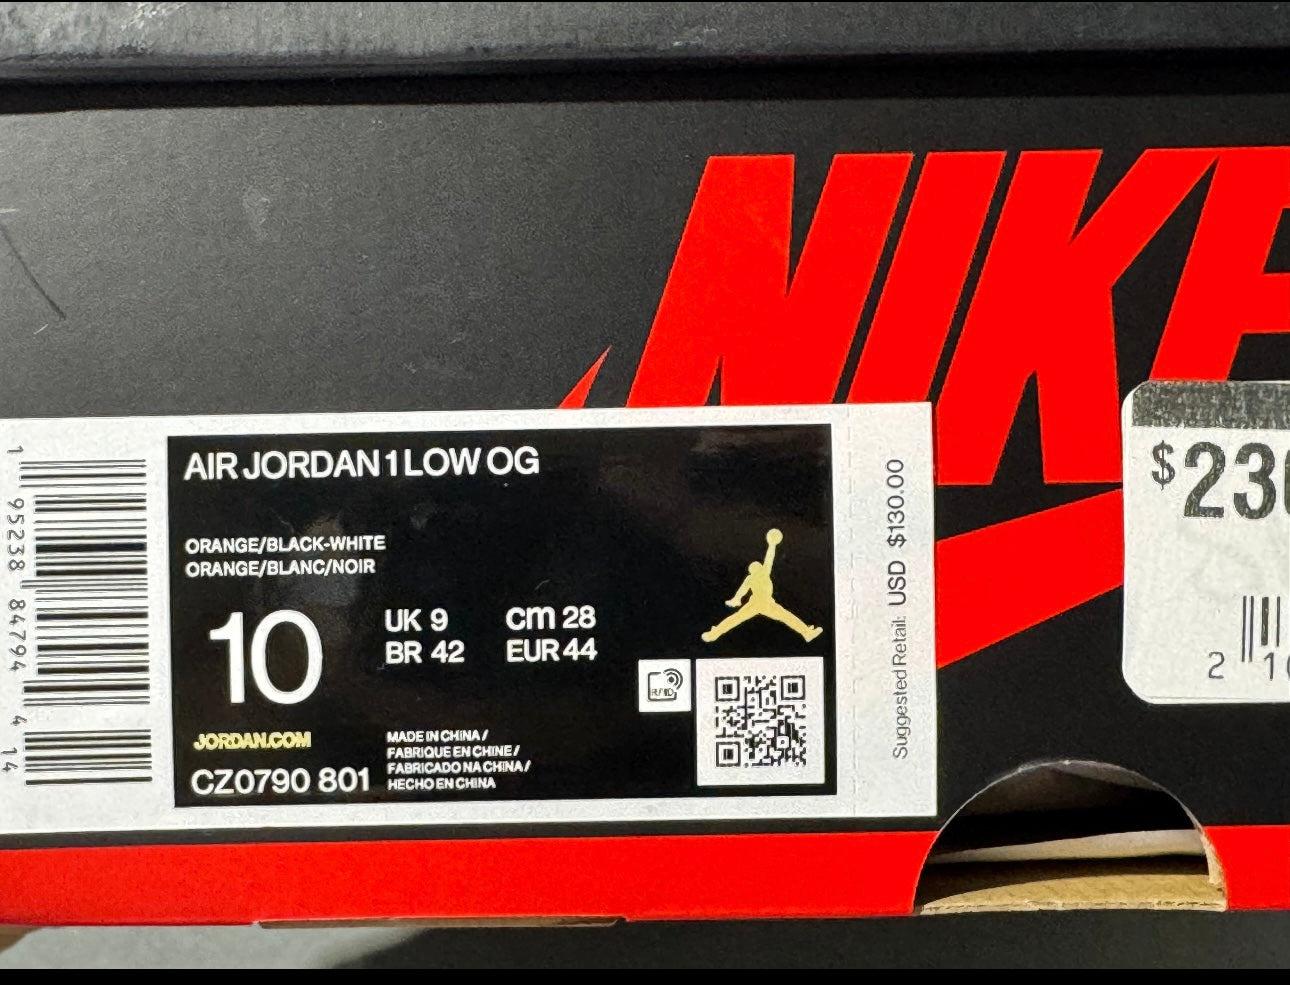 NIKE
AIR JORDAN 1 LOW OG
ORANGE/BLACK-WHITE
ORANGE/BLANC/NOIR
10
UK 9
cm 28
BR 42
EUR 44
JORDAN.COM
CZ0790 801
MADE IN CHINA /
FABRIQUE EN CHINE /
FABRICADO NA CHINA /
HECHO EN CHINA
RFID
Suggested Retail: USD $130.00
1 95238 84794 4 14
$230
2 10